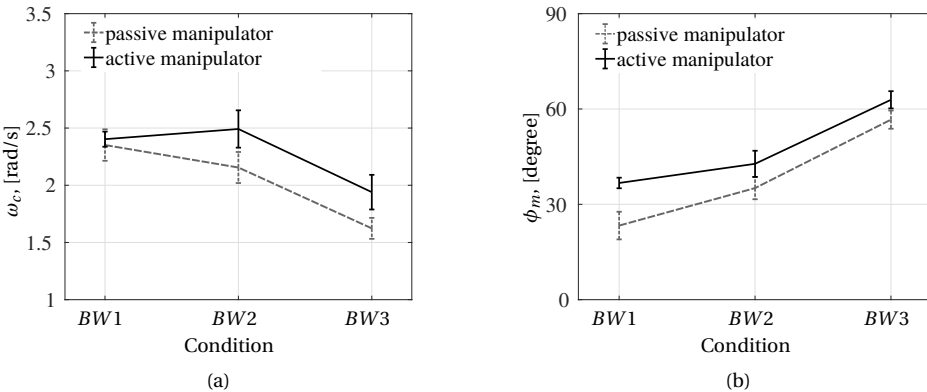 3.5
passive manipulator
active manipulator
3
2.5
2
1.5
1
ω_c, [rad/s]
BW1 BW2 BW3
Condition
(a)
90
passive manipulator
active manipulator
60
30
0
ϕ_m, [degree]
BW1 BW2 BW3
Condition
(b)